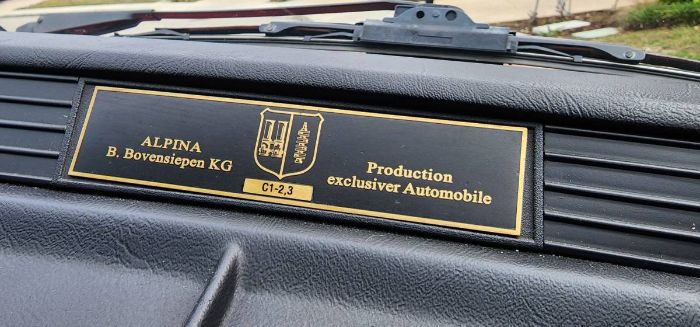 ALPINA
B. Bovensiepen KG
C1-2,3
Production
exclusiver Automobile